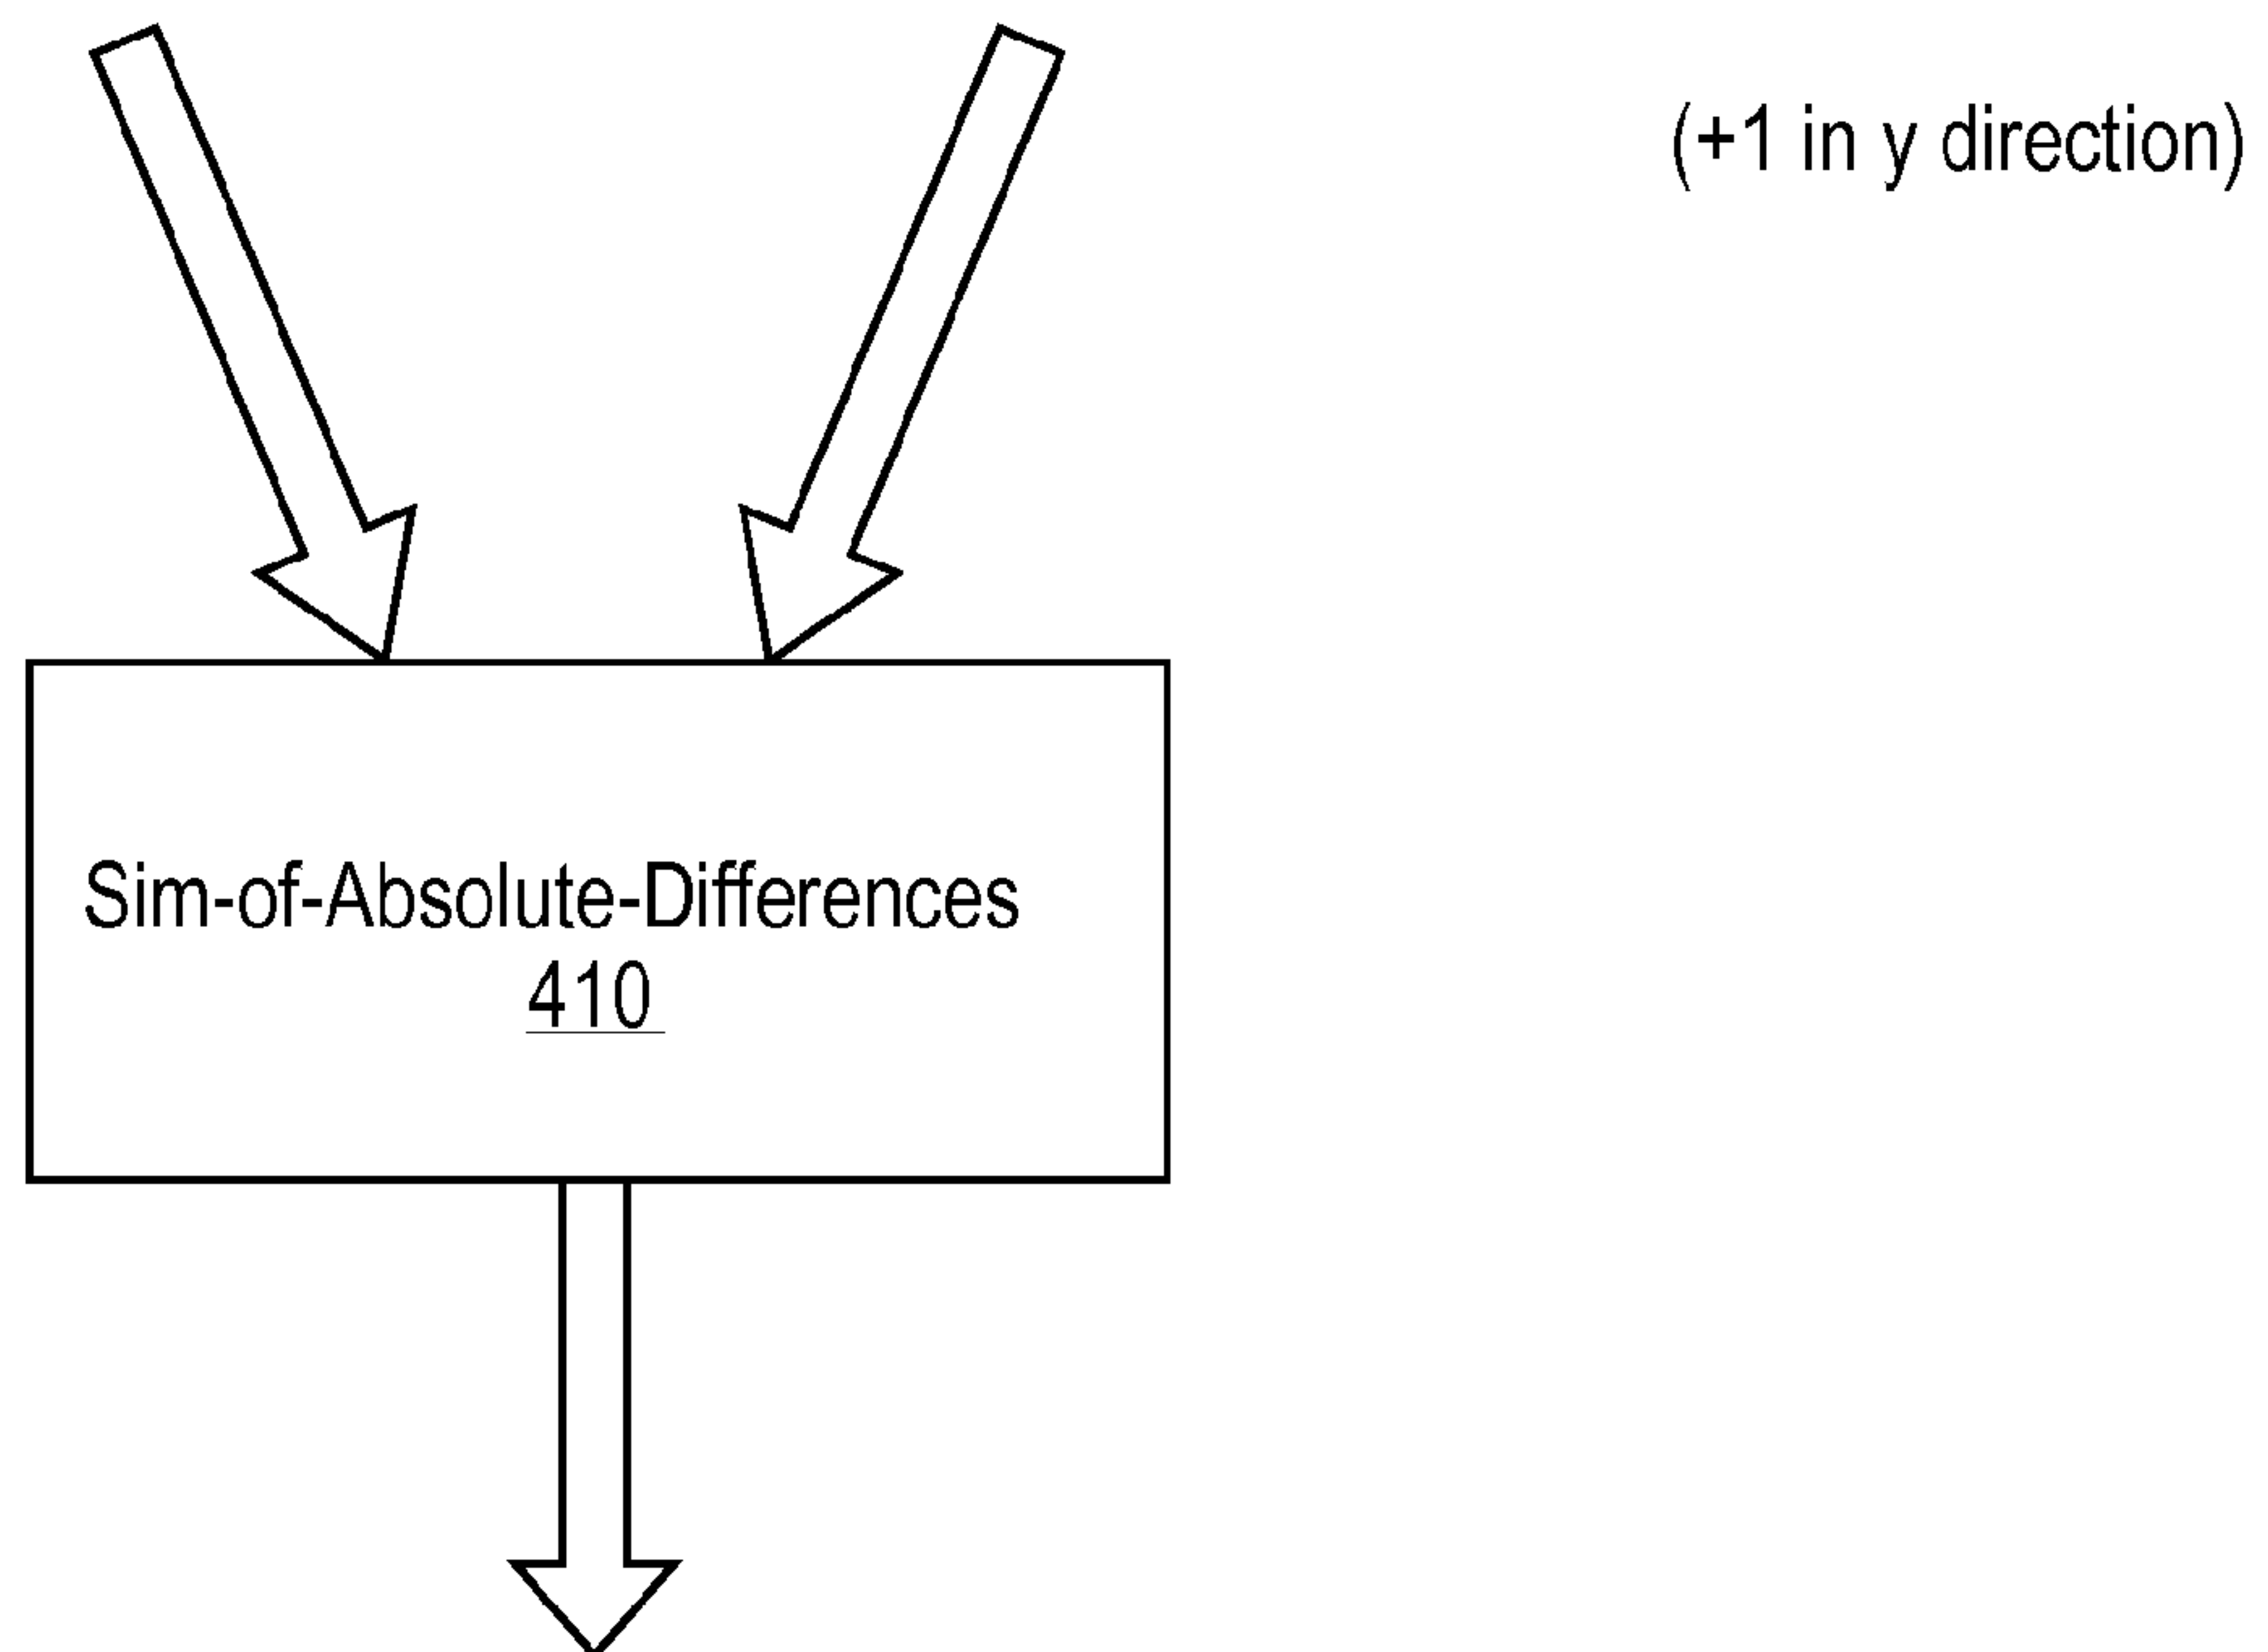 (+1 in y direction)
Sim-of-Absolute-Differences
410